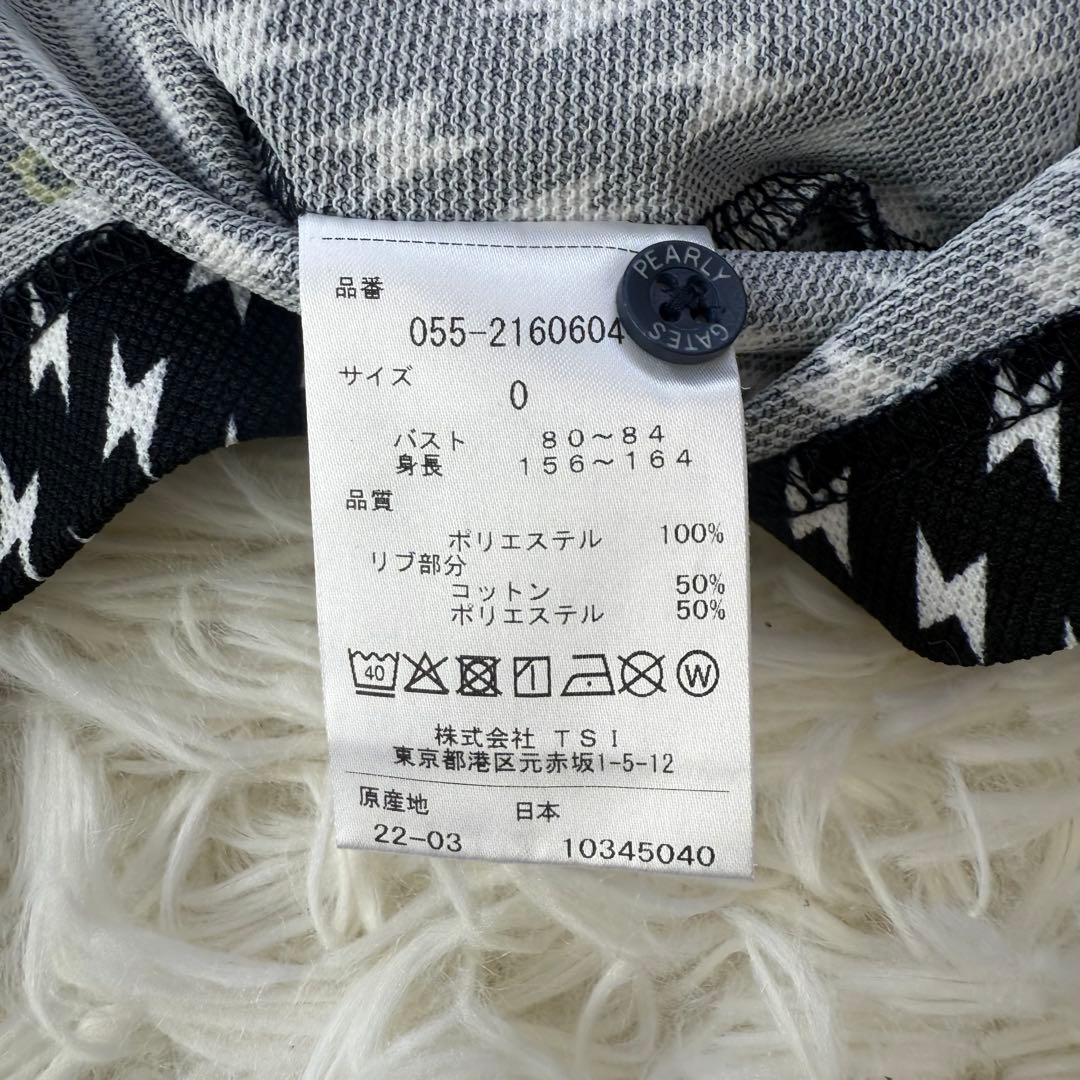 品番
055-2160604
PEARLY
GATES
サイズ
0
バスト 80～84
身長 156～164
品質
ポリエステル 100%
リブ部分
コットン 50%
ポリエステル 50%
40
W
株式会社 TSI
東京都港区元赤坂1-5-12
原産地 日本
22-03 10345040